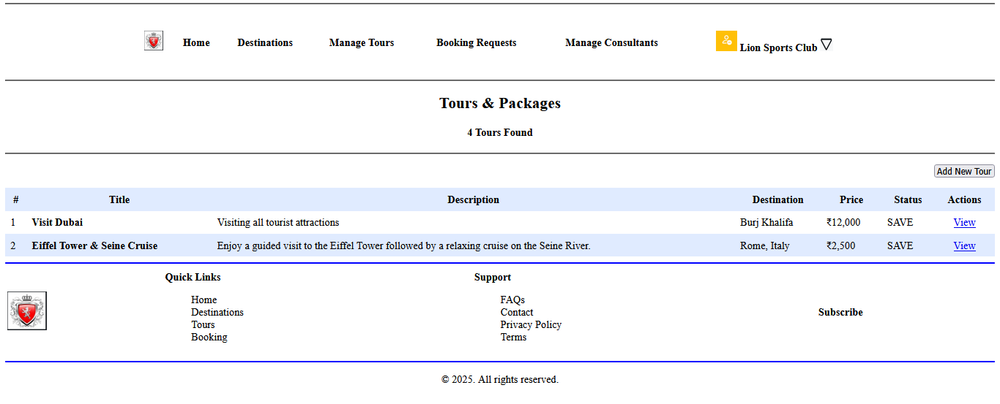 Home Destinations Manage Tours Booking Requests Manage Consultants Lion Sports Club
Tours & Packages
4 Tours Found
Add New Tour
# Title Description Destination Price Status Actions
1 Visit Dubai Visiting all tourist attractions Burj Khalifa ₹12,000 SAVE View
2 Eiffel Tower & Seine Cruise Enjoy a guided visit to the Eiffel Tower followed by a relaxing cruise on the Seine River. Rome, Italy ₹2,500 SAVE View
Quick Links
Home
Destinations
Tours
Booking
Support
FAQs
Contact
Privacy Policy
Terms
Subscribe
© 2025. All rights reserved.